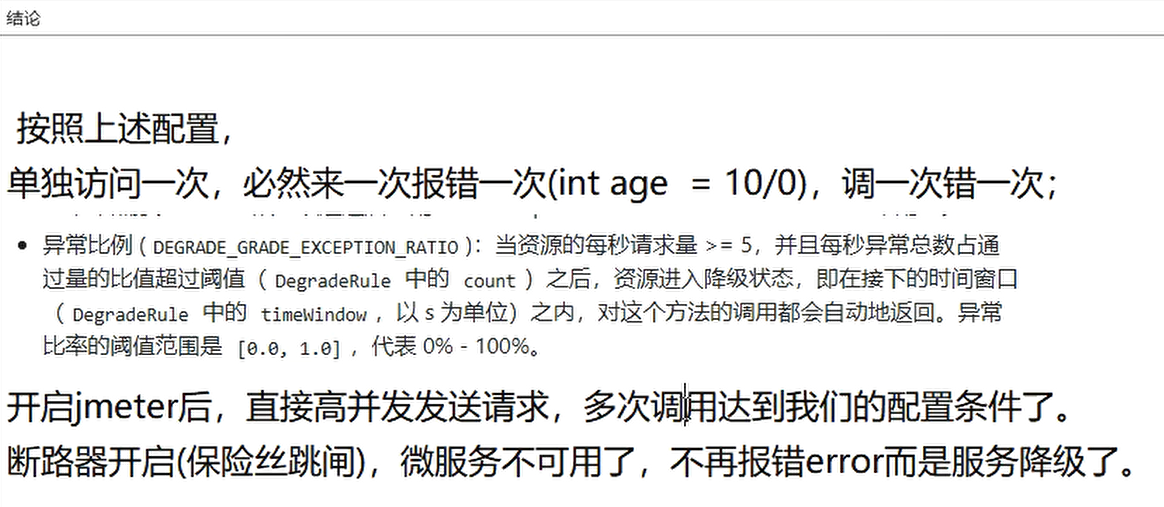 结论
按照上述配置，
单独访问一次，必然来一次报错一次(int age = 10/0)，调一次错一次；
• 异常比例 ( DEGRADE_GRADE_EXCEPTION_RATIO )：当资源的每秒请求量 >= 5，并且每秒异常总数占通
过量的比值超过阈值（ DegradeRule 中的 count ）之后，资源进入降级状态，即在接下的时间窗口
（ DegradeRule 中的 timeWindow ，以 s 为单位）之内，对这个方法的调用都会自动地返回。异常
比率的阈值范围是 [0.0, 1.0] ，代表 0% - 100%。
开启jmeter后，直接高并发发送请求，多次调用达到我们的配置条件了。
断路器开启(保险丝跳闸)，微服务不可用了，不再报错error而是服务降级了。